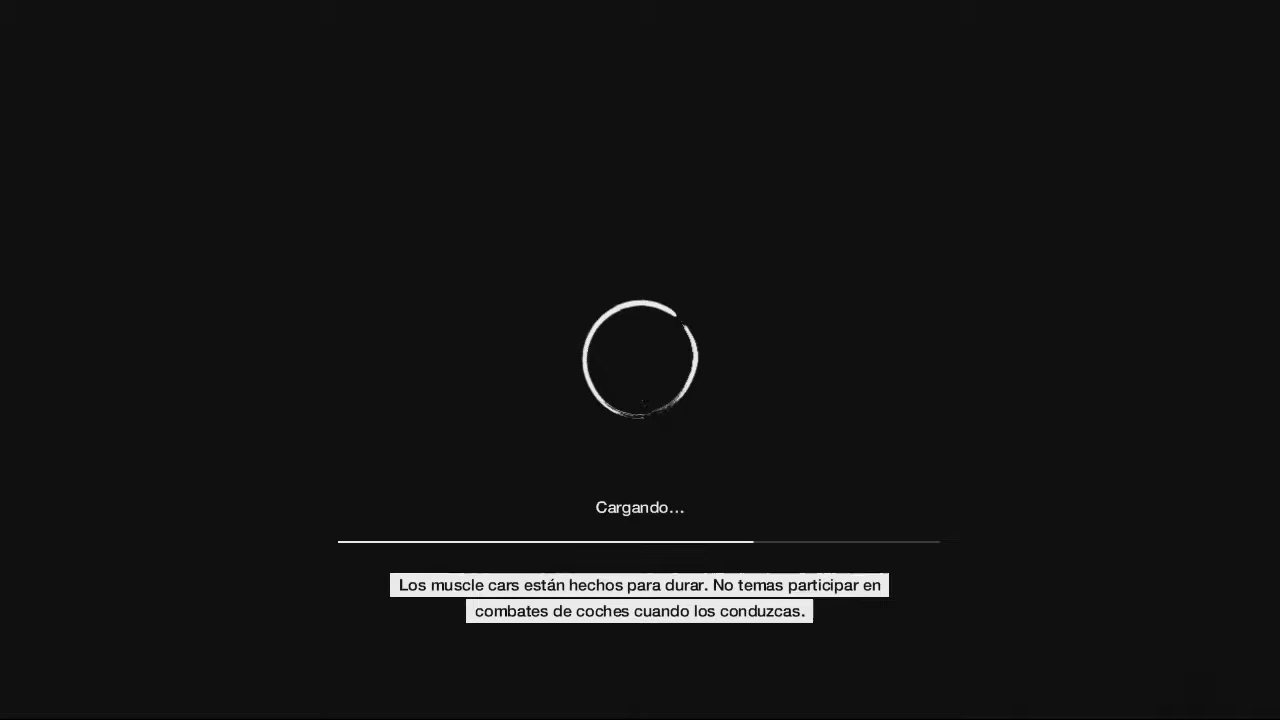 Cargando...
Los muscle cars están hechos para durar. No temas participar en
combates de coches cuando los conduzcas.